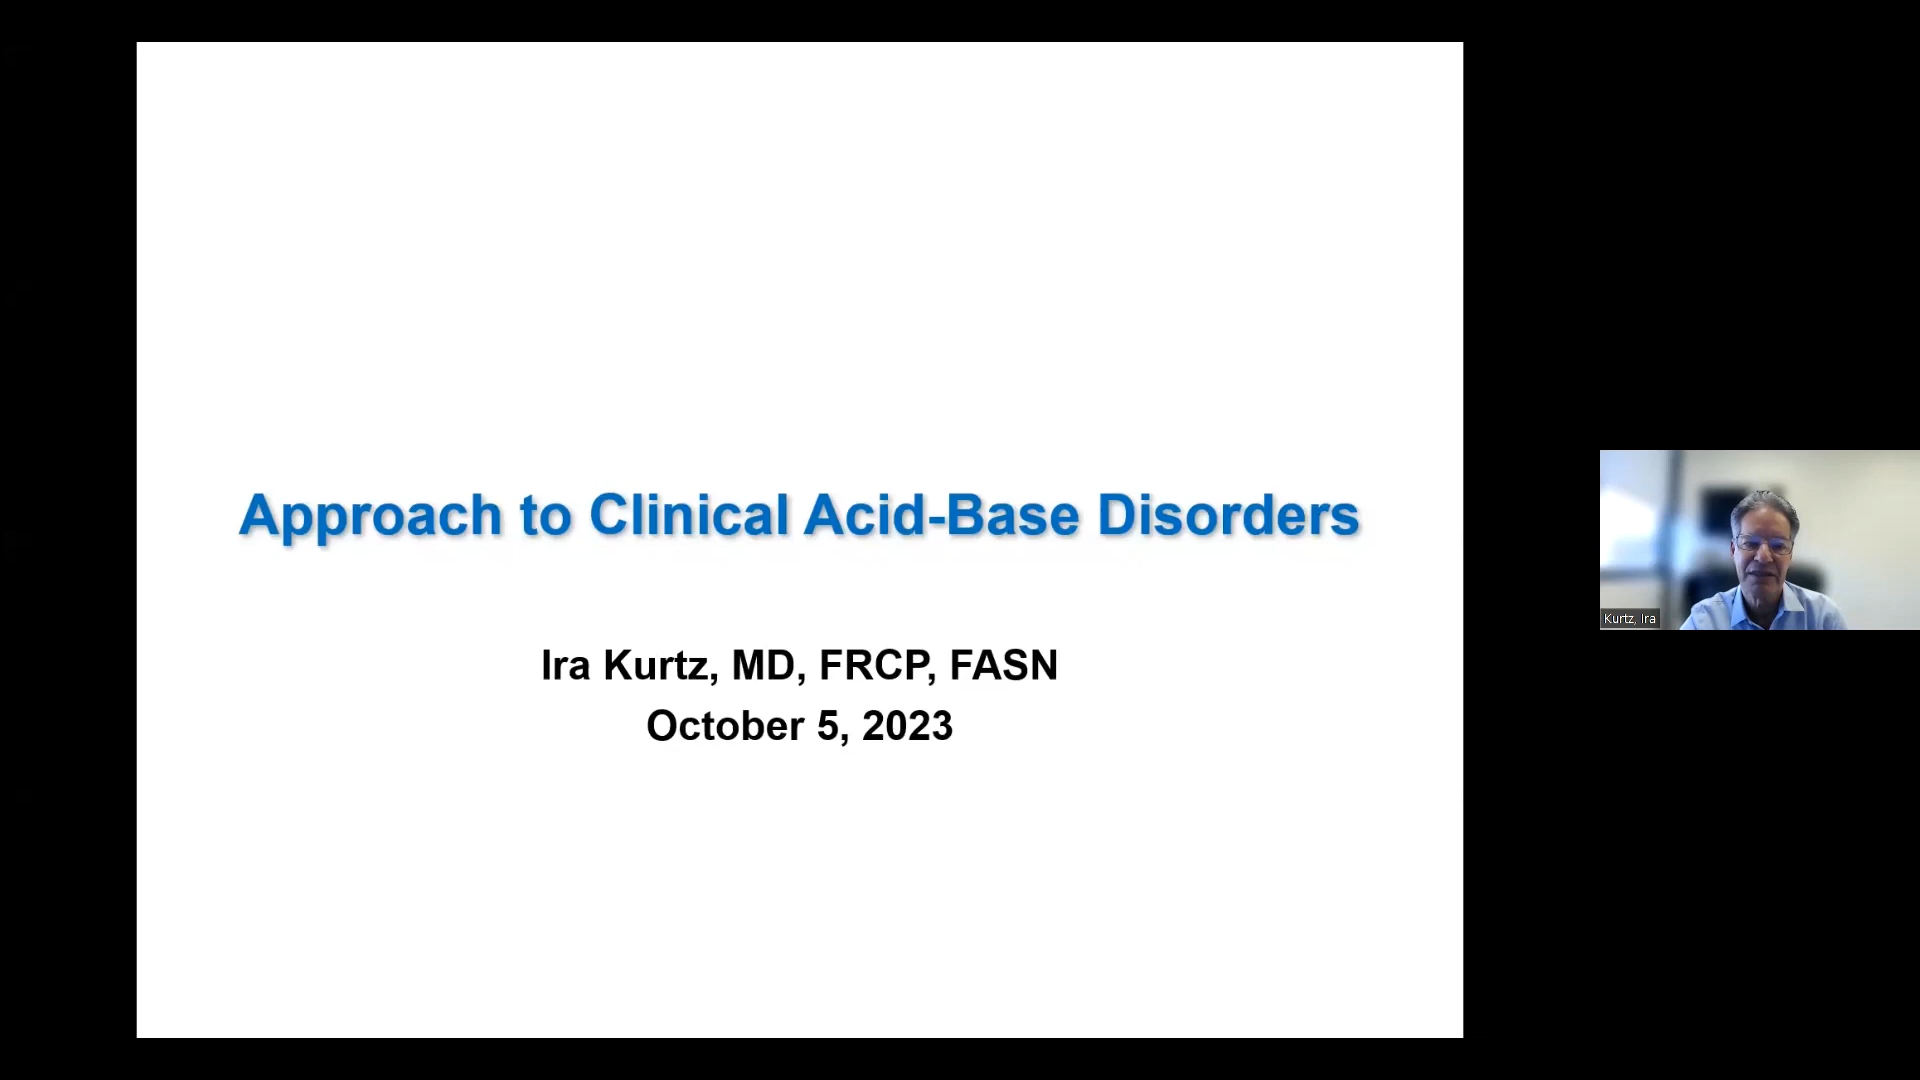 Approach to Clinical Acid-Base Disorders
Ira Kurtz, MD, FRCP, FASN
October 5, 2023
Kurtz, Ira